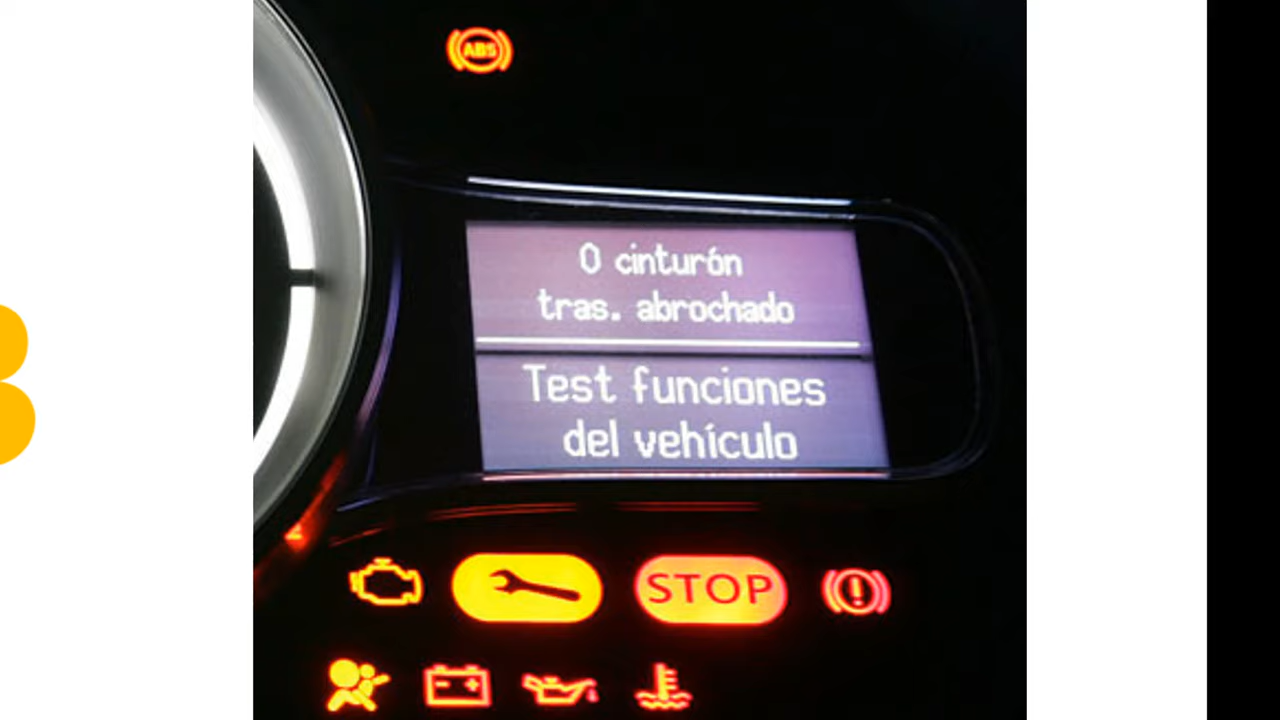 ABS
0 cinturón
tras. abrochado
Test funciones
del vehículo
STOP